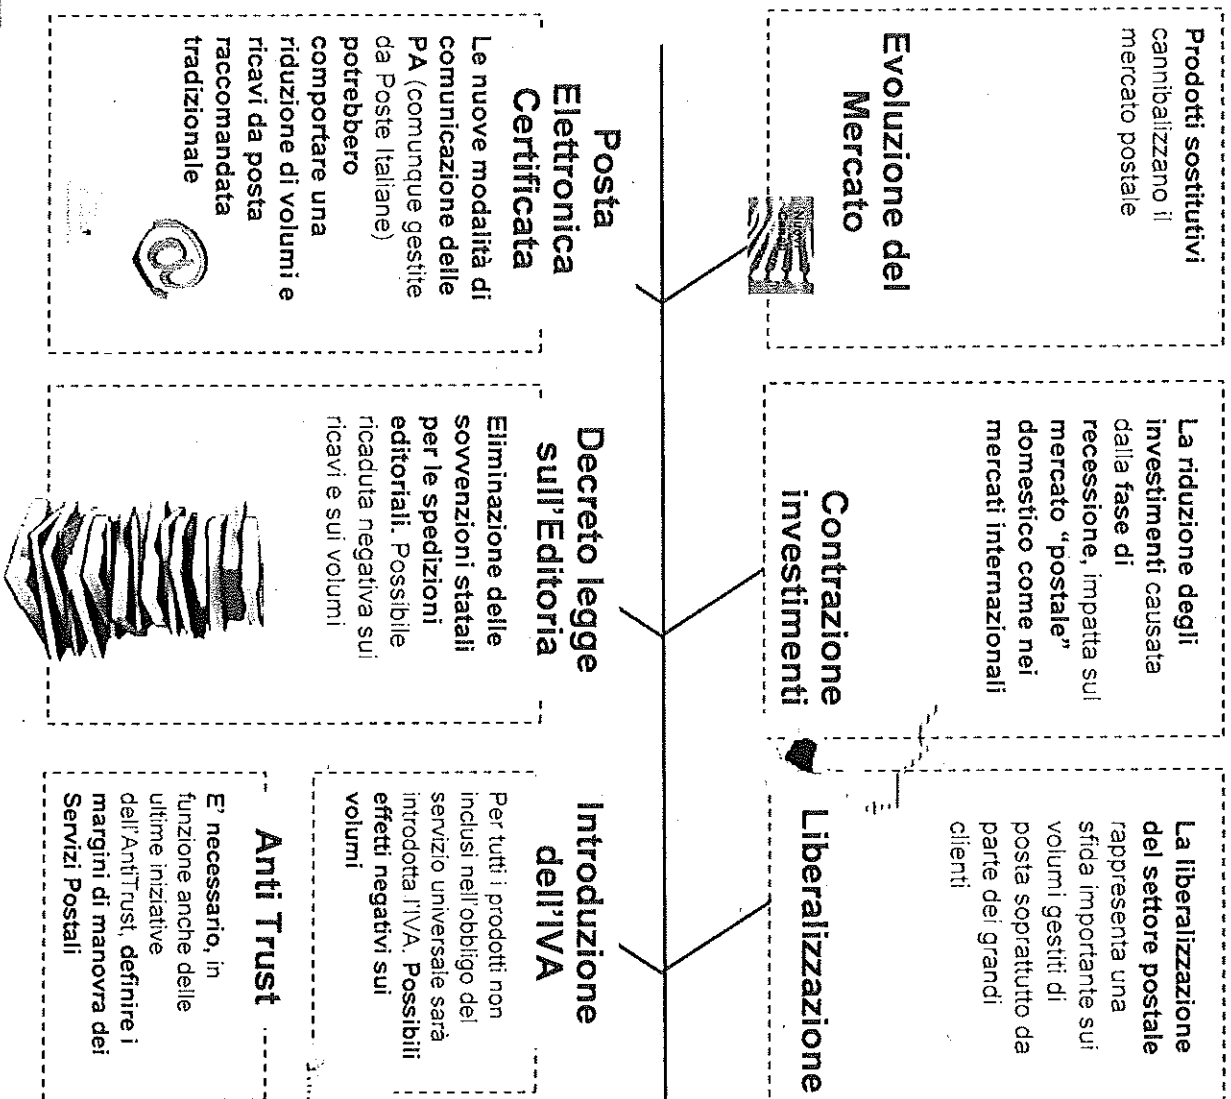 Prodotti sostitutivi
cannibalizzano il
mercato postale
Evoluzione del
Mercato
La riduzione degli
investimenti causata
dalla fase di
recessione, impatta sul
mercato “postale”
domestico come nei
mercati internazionali
Contrazione
investimenti
La liberalizzazione
del settore postale
rappresenta una
sfida importante sui
volumi gestiti di
posta soprattutto da
parte dei grandi
clienti
Liberalizzazione
Posta
Elettronica
Certificata
Le nuove modalità di
comunicazione delle
PA (comunque gestite
da Poste Italiane)
potrebbero
comportare una
riduzione di volumi e
ricavi da posta
raccomandata
tradizionale
@
Decreto legge
sull'Editoria
Eliminazione delle
sovvenzioni statali
per le spedizioni
editoriali. Possibile
ricaduta negativa sui
ricavi e sui volumi
Introduzione
dell'IVA
Per tutti i prodotti non
inclusi nell'obbligo del
servizio universale sarà
introdotta l'IVA. Possibili
effetti negativi sui
volumi
Anti Trust
E' necessario, in
funzione anche delle
ultime iniziative
dell'AntiTrust, definire i
margini di manovra dei
Servizi Postali